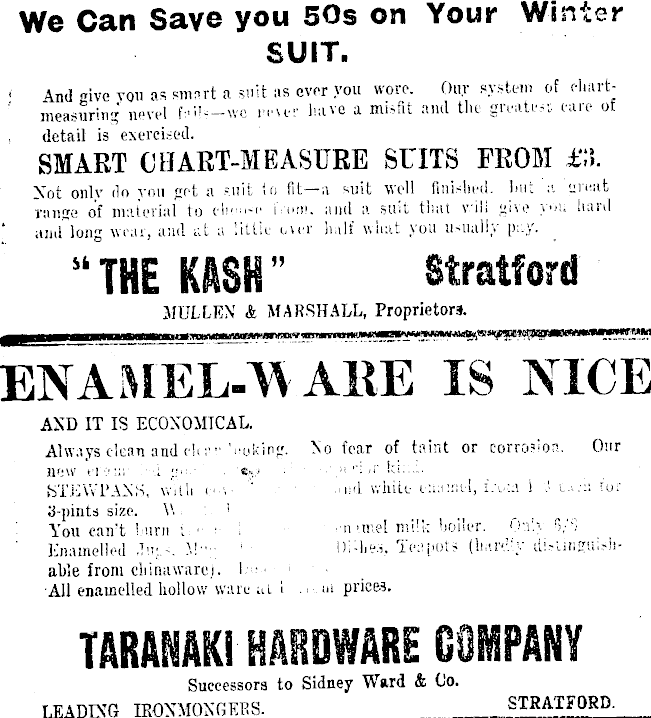 We Can Save you 50s on Your Winter
SUIT.
And give you as smart a suit as ever you wore. Our system of chart-
measuring nevel fails—we never have a misfit and the greatest care of
detail is exercised.
SMART CHART-MEASURE SUITS FROM £3.
Not only do you get a suit to fit—a suit well finished, but a great
range of material to choose from, and a suit that will give you hard
and long wear, and at a little over half what you usually pay.
"THE KASH" Stratford
MULLEN & MARSHALL, Proprietors.
ENAMEL-WARE IS NICE
AND IT IS ECONOMICAL.
Always clean and clean looking. No fear of taint or corrosion. Our
new kind.
STEWPANS, with and white enamel, from for
3-pints size.
You can't burn enamel milk boiler. Only
Enamelled Jugs, Dishes, Teapots (hardly distinguish-
able from chinaware).
All enamelled hollow ware at prices.
TARANAKI HARDWARE COMPANY
Successors to Sidney Ward & Co.
LEADING IRONMONGERS. STRATFORD.